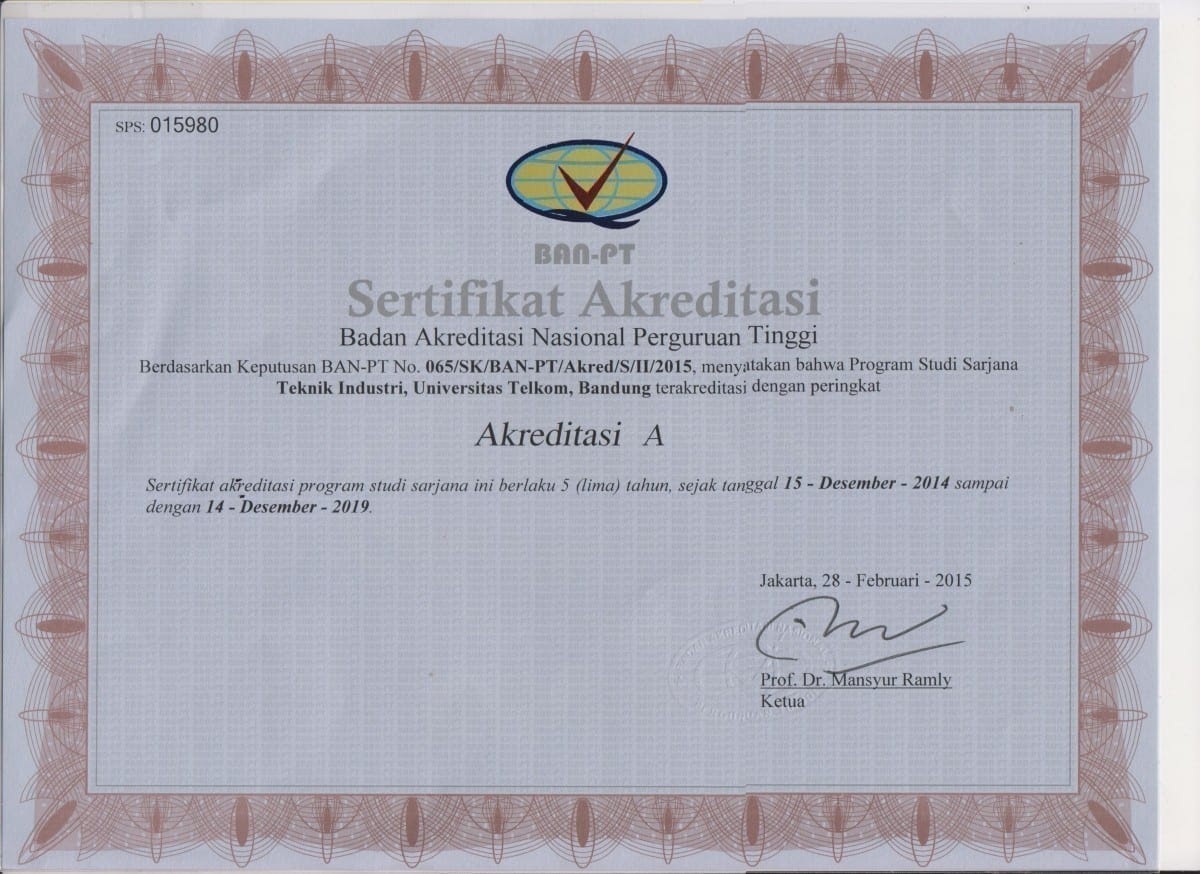 SPS: 015980
BAN-PT
Sertifikat Akreditasi
Badan Akreditasi Nasional Perguruan Tinggi
Berdasarkan Keputusan BAN-PT No. 065/SK/BAN-PT/Akred/S/II/2015, menyatakan bahwa Program Studi Sarjana
Teknik Industri, Universitas Telkom, Bandung terakreditasi dengan peringkat
Akreditasi A
Sertifikat akreditasi program studi sarjana ini berlaku 5 (lima) tahun, sejak tanggal 15 - Desember - 2014 sampai
dengan 14 - Desember - 2019.
Jakarta, 28 - Februari - 2015
Prof. Dr. Mansyur Ramly
Ketua